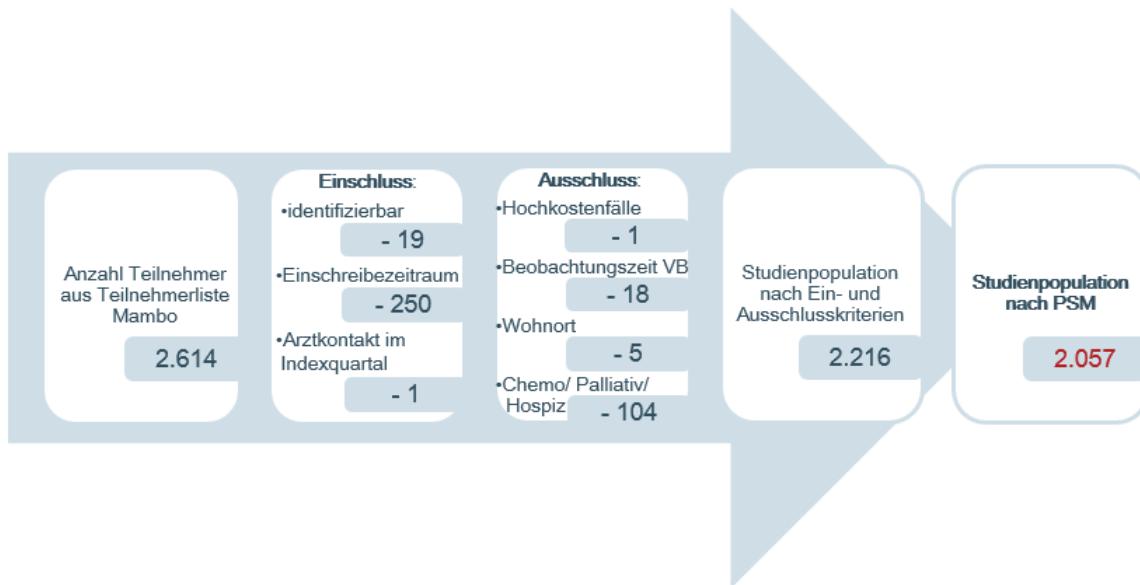 Anzahl Teilnehmer
aus Teilnehmerliste
Mambo
2.614
Einschluss:
•identifizierbar
- 19
•Einschreibezeitraum
- 250
•Arztkontakt im
Indexquartal
- 1
Ausschluss:
•Hochkostenfälle
- 1
•Beobachtungszeit VB
- 18
•Wohnort
- 5
•Chemo/ Palliativ/
Hospiz
- 104
Studienpopulation
nach Ein- und
Ausschlusskriterien
2.216
Studienpopulation
nach PSM
2.057